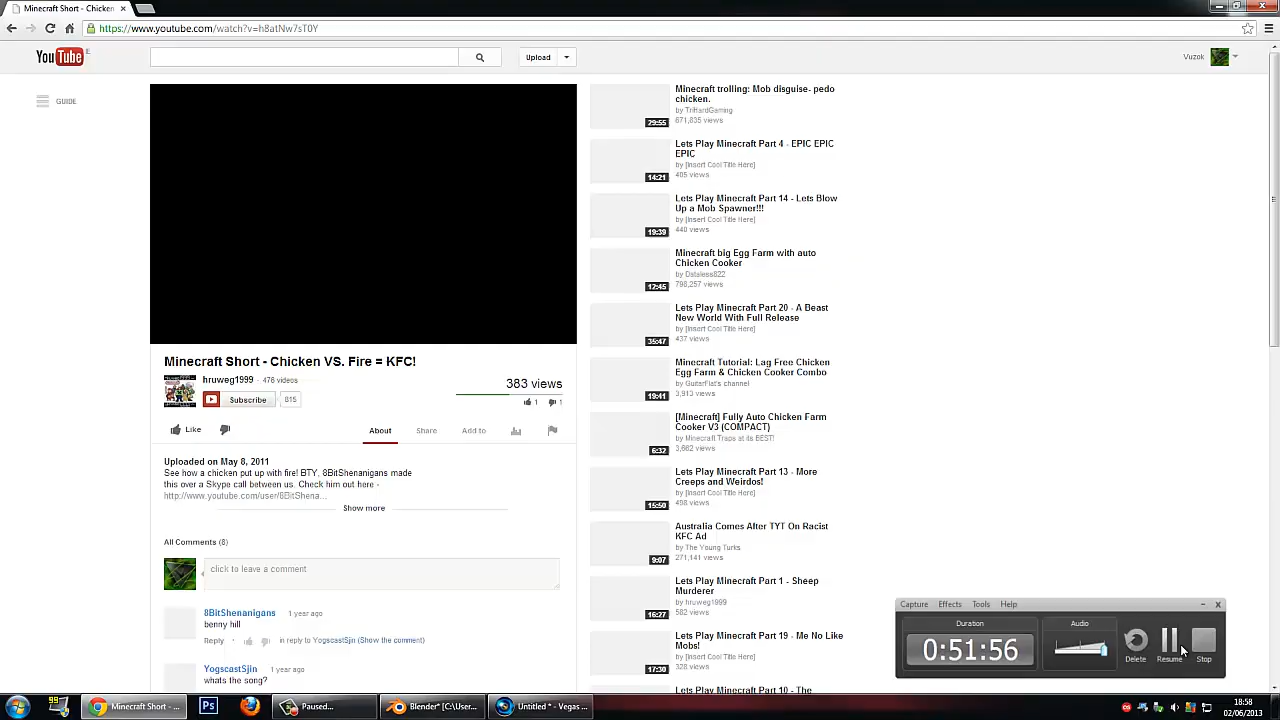 Minecraft Short - Chicken
https://www.youtube.com/watch?v=h8atNw7sT0Y
YouTube
Upload
Vuzok
GUIDE
Minecraft trolling: Mob disguise- pedo
chicken.
by TriHardGaming
671,835 views
29:55
Lets Play Minecraft Part 4 - EPIC EPIC
EPIC
by [Insert Cool Title Here]
405 views
14:21
Lets Play Minecraft Part 14 - Lets Blow
Up a Mob Spawner!!!
by [Insert Cool Title Here]
440 views
19:39
Minecraft big Egg Farm with auto
Chicken Cooker
by Dataless822
798,257 views
12:45
Lets Play Minecraft Part 20 - A Beast
New World With Full Release
by [Insert Cool Title Here]
437 views
35:47
Minecraft Tutorial: Lag Free Chicken
Egg Farm & Chicken Cooker Combo
by GuitarFlat's channel
3,913 views
19:41
[Minecraft] Fully Auto Chicken Farm
Cooker V3 (COMPACT)
by Minecraft Traps at its BEST!
3,662 views
6:32
Lets Play Minecraft Part 13 - More
Creeps and Weirdos!
by [Insert Cool Title Here]
498 views
15:50
Australia Comes After TYT On Racist
KFC Ad
by The Young Turks
271,141 views
9:07
Lets Play Minecraft Part 1 - Sheep
Murderer
by hruweg1999
582 views
16:27
Lets Play Minecraft Part 19 - Me No Like
Mobs!
by [Insert Cool Title Here]
328 views
17:30
Lets Play Minecraft Part 10 - The
Minecraft Short - Chicken VS. Fire = KFC!
hruweg1999 · 476 videos
Subscribe 815
383 views
1 1
Like
About Share Add to
Uploaded on May 8, 2011
See how a chicken put up with fire! BTY, 8BitShenanigans made
this over a Skype call between us. Check him out here -
http://www.youtube.com/user/8BitShena...
Show more
All Comments (8)
click to leave a comment
8BitShenanigans 1 year ago
benny hill
Reply · in reply to YogscastSjin (Show the comment)
YogscastSjin 1 year ago
whats the song?
Capture Effects Tools Help
Duration Audio
0:51:56
Delete Resume Stop
99
Minecraft Short - ...
Ps
Paused...
Blender* [C:\Use...
Untitled * - Vegas ...
18:58
02/06/2013